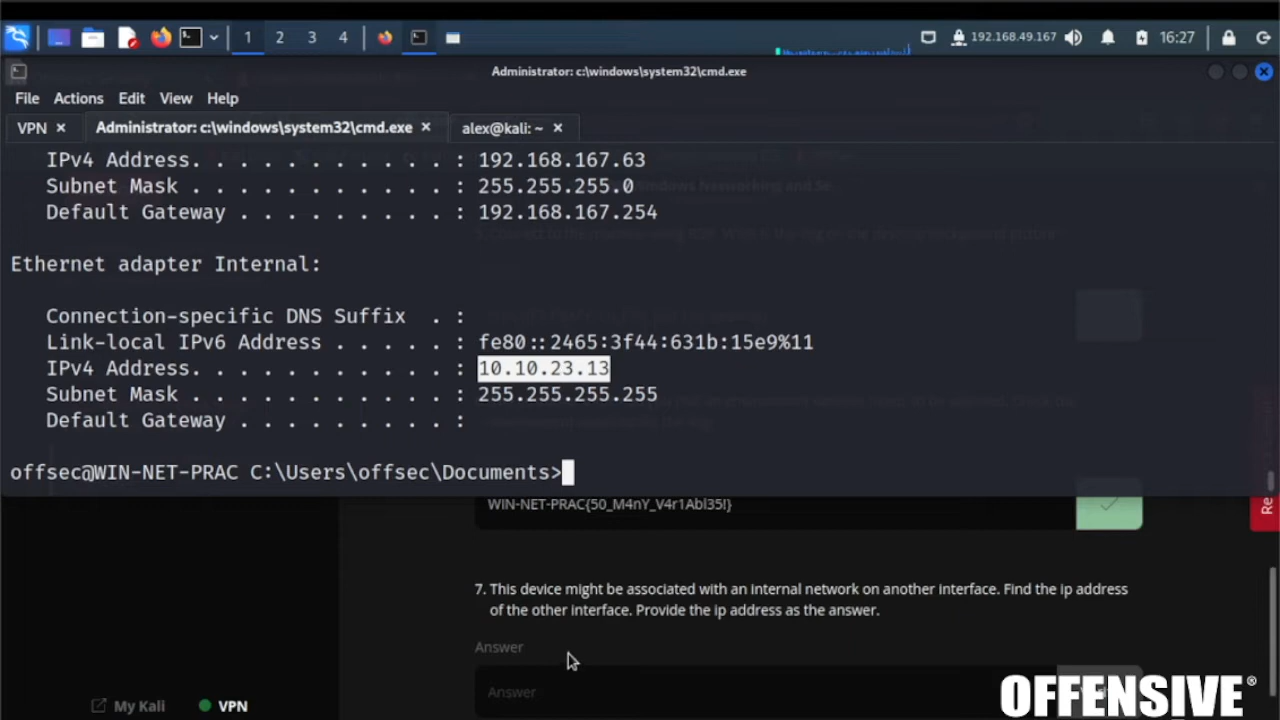 1 2 3 4 192.168.49.167 16:27
Administrator: c:\windows\system32\cmd.exe
File Actions Edit View Help
VPN Administrator: c:\windows\system32\cmd.exe alex@kali: ~
IPv4 Address. . . . . . . . . . . : 192.168.167.63
Subnet Mask . . . . . . . . . . . : 255.255.255.0
Default Gateway . . . . . . . . . : 192.168.167.254
Ethernet adapter Internal:
Connection-specific DNS Suffix  . :
Link-local IPv6 Address . . . . . : fe80::2465:3f44:631b:15e9%11
IPv4 Address. . . . . . . . . . . : 10.10.23.13
Subnet Mask . . . . . . . . . . . : 255.255.255.255
Default Gateway . . . . . . . . . :
offsec@WIN-NET-PRAC C:\Users\offsec\Documents>
WIN-NET-PRAC{50_M4nY_V4r1Abl35!}
Re
7. This device might be associated with an internal network on another interface. Find the ip address
of the other interface. Provide the ip address as the answer.
Answer
Answer
My Kali VPN
OFFENSIVE®